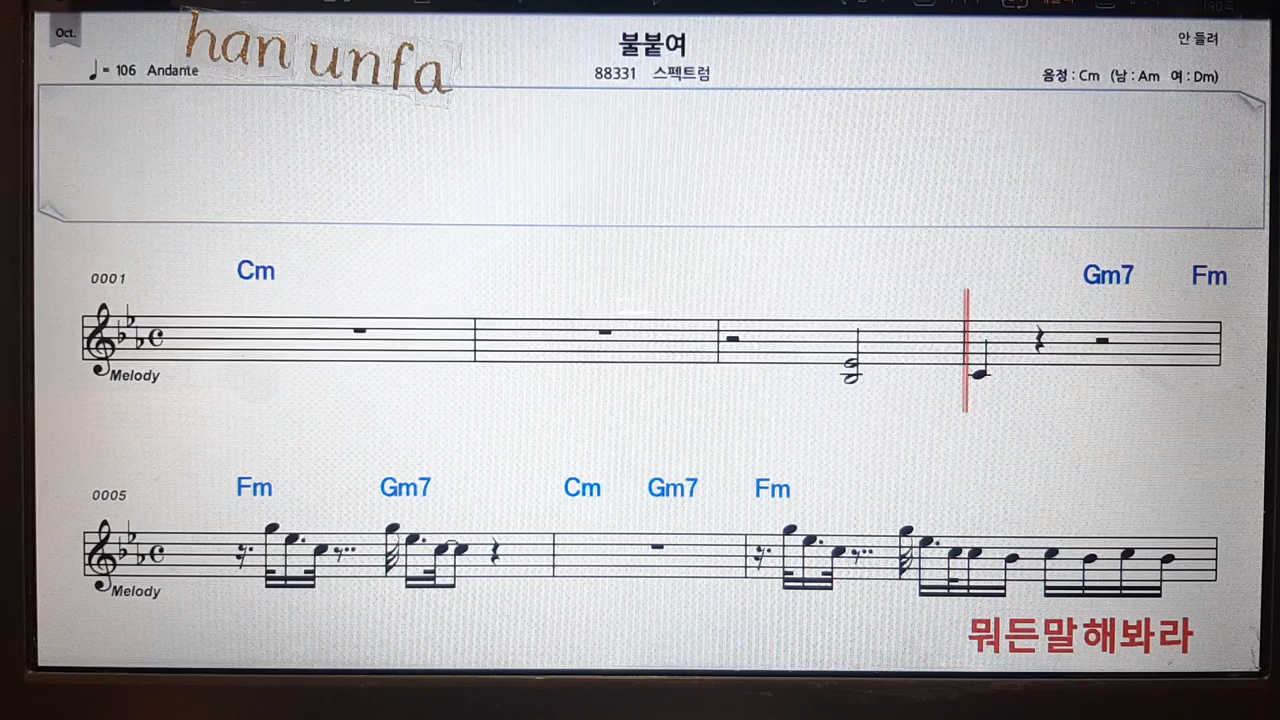 Oct.
han unfa
불붙여
안 들려
♩= 106 Andante
88331 스펙트럼
음정 : Cm (남 : Am 여 : Dm)
0001 Cm Gm7 Fm
Melody
0005 Fm Gm7 Cm Gm7 Fm
Melody
뭐든말해봐라